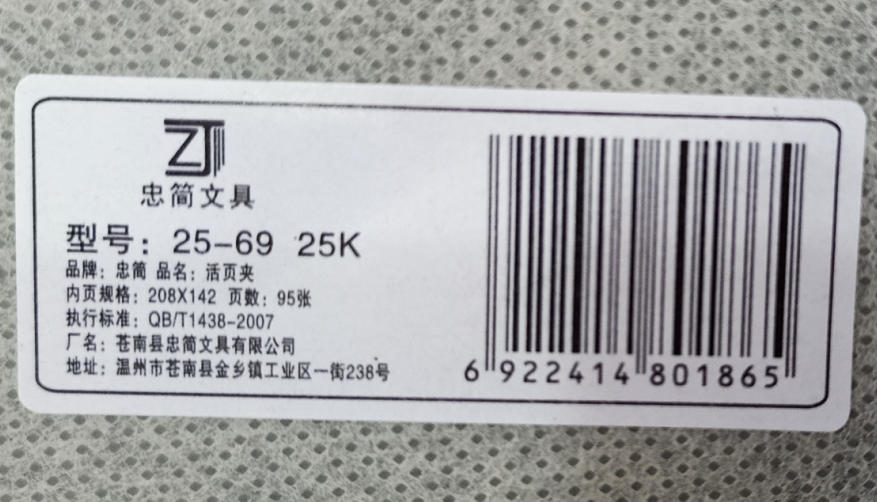 ZJ
忠简文具
型号：25-69 25K
品牌：忠简 品名：活页夹
内页规格：208X142 页数：95张
执行标准：QB/T1438-2007
厂名：苍南县忠简文具有限公司
地址：温州市苍南县金乡镇工业区一街238号
6 922414 801865